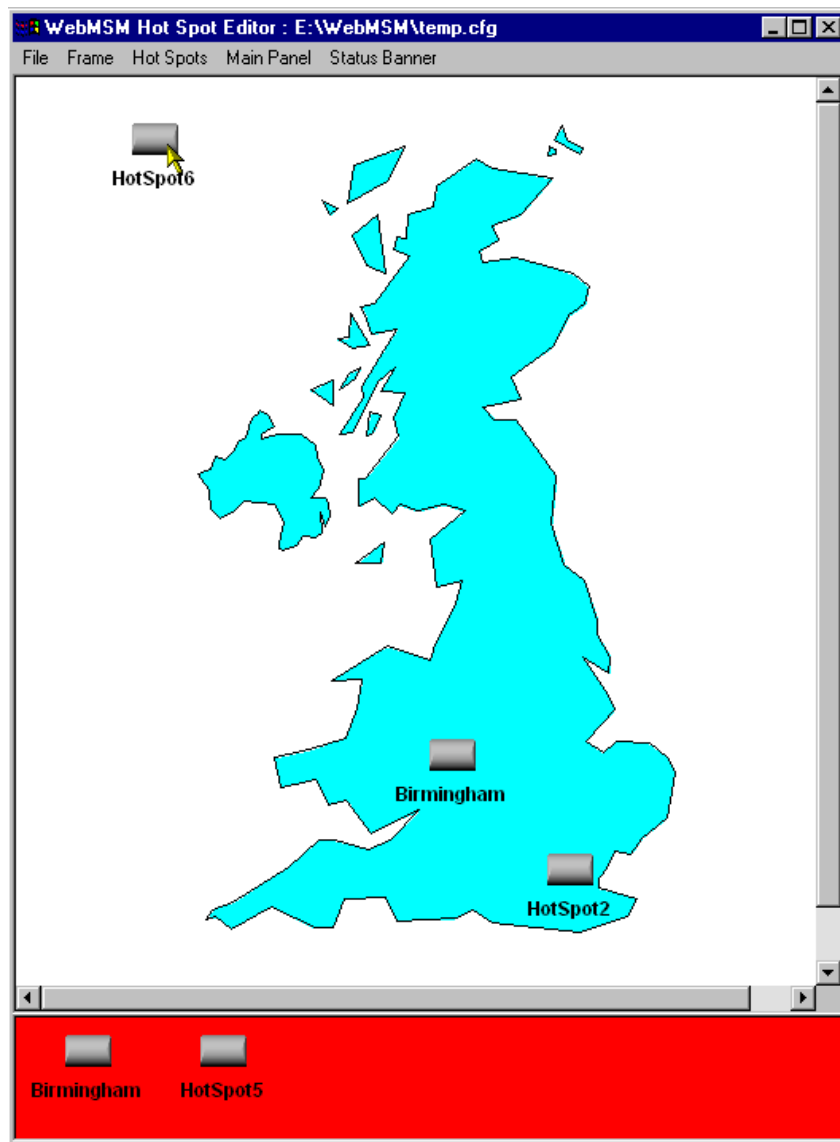 WebMSM Hot Spot Editor : E:\WebMSM\temp.cfg
File Frame Hot Spots Main Panel Status Banner
HotSpot6
Birmingham
HotSpot2
Birmingham HotSpot5